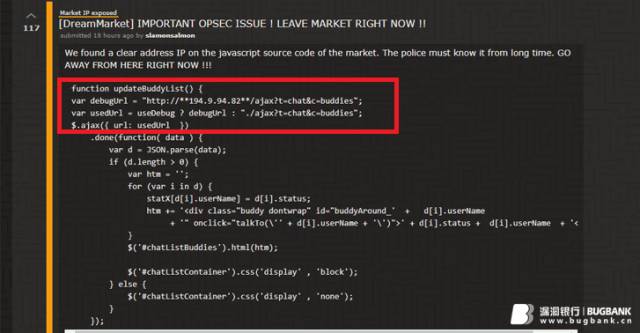 117
Market IP exposed
[DreamMarket] IMPORTANT OPSEC ISSUE ! LEAVE MARKET RIGHT NOW !!
submitted 19 hours ago by slamonsalmon
We found a clear address IP on the javascript source code of the market. The police must know it from long time. GO
AWAY FROM HERE RIGHT NOW !!!
function updateBuddyList() {
var debugUrl = "http://**194.9.94.82**/ajax?t=chat&c=buddies";
var usedUrl = useDebug ? debugUrl : "./ajax?t=chat&c=buddies";
$.ajax({ url: usedUrl })
.done(function( data ) {
var d = JSON.parse(data);
if (d.length > 0) {
var htm = '';
for (var i in d) {
statX[d[i].userName] = d[i].status;
htm += '<div class="buddy dontwrap" id="buddyAround_' + d[i].userName
+ '" onclick="talkTo(\'' + d[i].userName + '\')">' + d[i].status + d[i].userName + '<
}
$('#chatListBuddies').html(htm);
$('#chatListContainer').css('display' , 'block');
} else {
$('#chatListContainer').css('display' , 'none');
}
});
漏洞银行 | BUGBANK
www.bugbank.cn